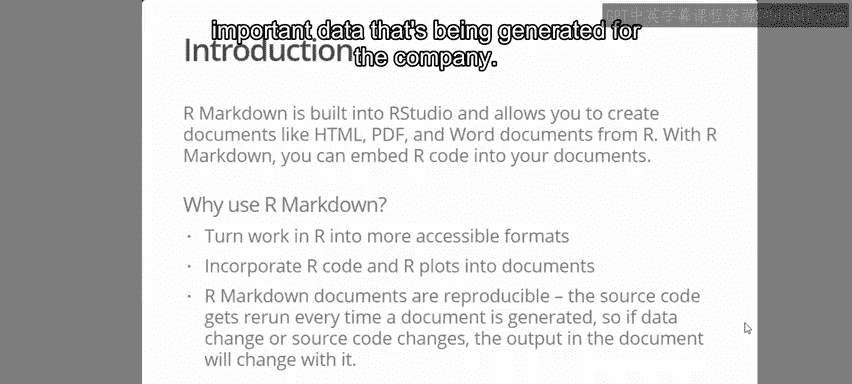 important data that's being generated for
the company.
Introduction
R Markdown is built into RStudio and allows you to create
documents like HTML, PDF, and Word documents from R. With R
Markdown, you can embed R code into your documents.
Why use R Markdown?
· Turn work in R into more accessible formats
· Incorporate R code and R plots into documents
· R Markdown documents are reproducible – the source code
gets rerun every time a document is generated, so if data
change or source code changes, the output in the document
will change with it.